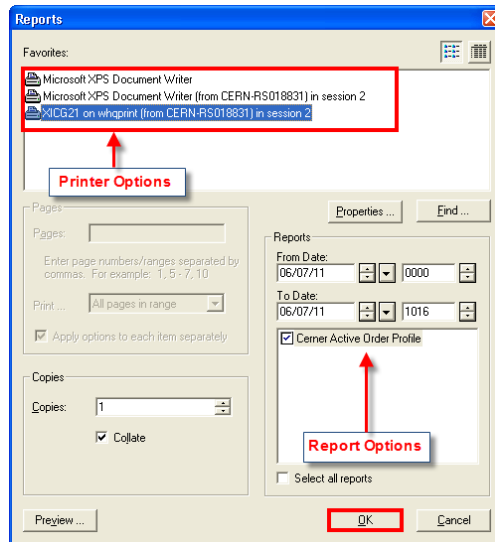 Reports
Favorites:
Microsoft XPS Document Writer
Microsoft XPS Document Writer (from CERN-RS018831) in session 2
XICG21 on whqprint (from CERN-RS018831) in session 2
Printer Options
Properties ...
Find ...
Pages
Pages:
Enter page numbers/ranges separated by
commas. For example: 1, 5 - 7, 10
Print ...
All pages in range
Apply options to each item separately
Reports
From Date:
06/07/11
0000
To Date:
06/07/11
1016
Cerner Active Order Profile
Report Options
Select all reports
Copies
Copies:
1
Collate
Preview ...
OK
Cancel